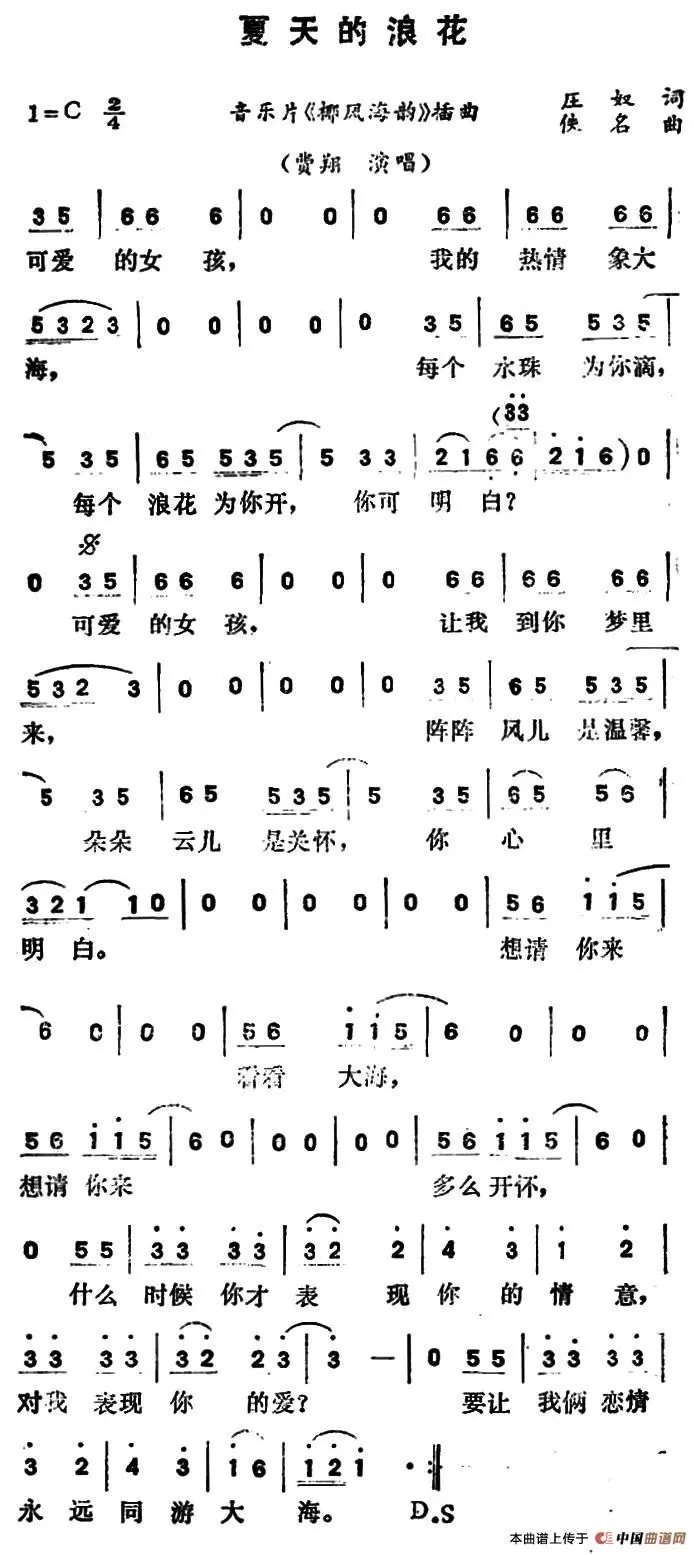 夏天的浪花
1=C 2/4 音乐片《椰风海韵》插曲 庄奴 词
佚名 曲
(费翔 演唱)
35 | 66 6 | 0 0 | 0 66 | 66 66 |
可爱 的女 孩， 我的 热情 象大
5323 | 0 0 | 0 0 | 0 35 | 65 535 |
海， 每个 水珠 为你滴，
(33
5 35 | 65 535 | 5 33 | 2166 | 216) 0 |
每个 浪花 为你开， 你可 明 白？
0 35 | 66 6 | 0 0 | 0 66 | 66 66 |
可爱 的女 孩， 让我 到你 梦里
532 3 | 0 0 | 0 0 | 0 35 | 65 535 |
来， 阵阵 风儿 是温馨，
5 35 | 65 535 | 5 35 | 65 56 |
朵朵 云儿 是关怀， 你 心 里
321 10 | 0 0 | 0 0 | 0 0 | 0 0 | 56 115 |
明 白。 想请 你来
6 0 | 0 0 | 56 115 | 6 0 | 0 0 |
看看 大海，
56 115 | 60 | 00 | 00 | 56 115 | 60 |
想请 你来 多么 开怀，
0 55 | 33 33 | 32 2 | 4 3 | 1 2 |
什么 时候 你才 表 现 你 的 情 意，
33 33 | 32 23 | 3 — | 0 55 | 33 33 |
对我 表现 你 的爱？ 要让 我俩 恋情
3 2 | 4 3 | 16 | 121 · :||
永 远 同 游 大 海。 D.S
本曲谱上传于 中国曲谱网